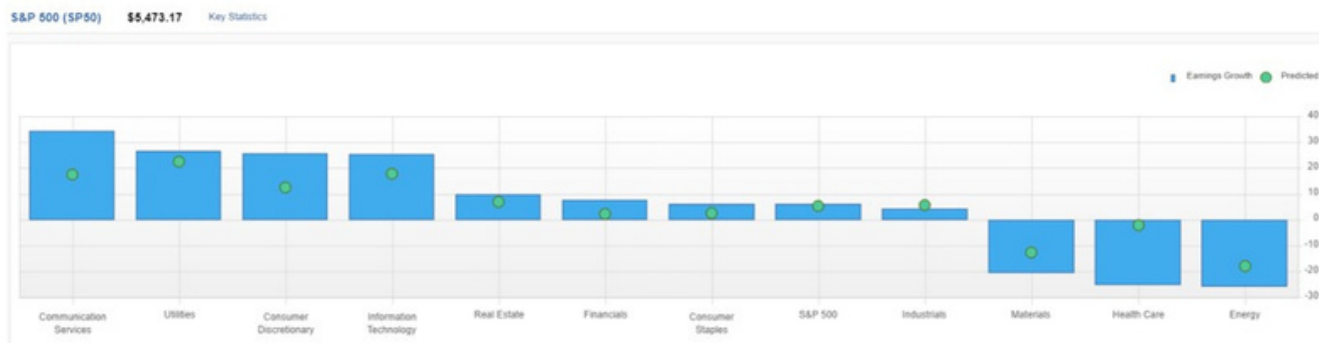 S&P 500 (SP50) $5,473.17 Key Statistics
Earnings Growth Predicted
40
30
20
10
0
-10
-20
-30
Communication
Services
Utilities
Consumer
Discretionary
Information
Technology
Real Estate
Financials
Consumer
Staples
S&P 500
Industrials
Materials
Health Care
Energy